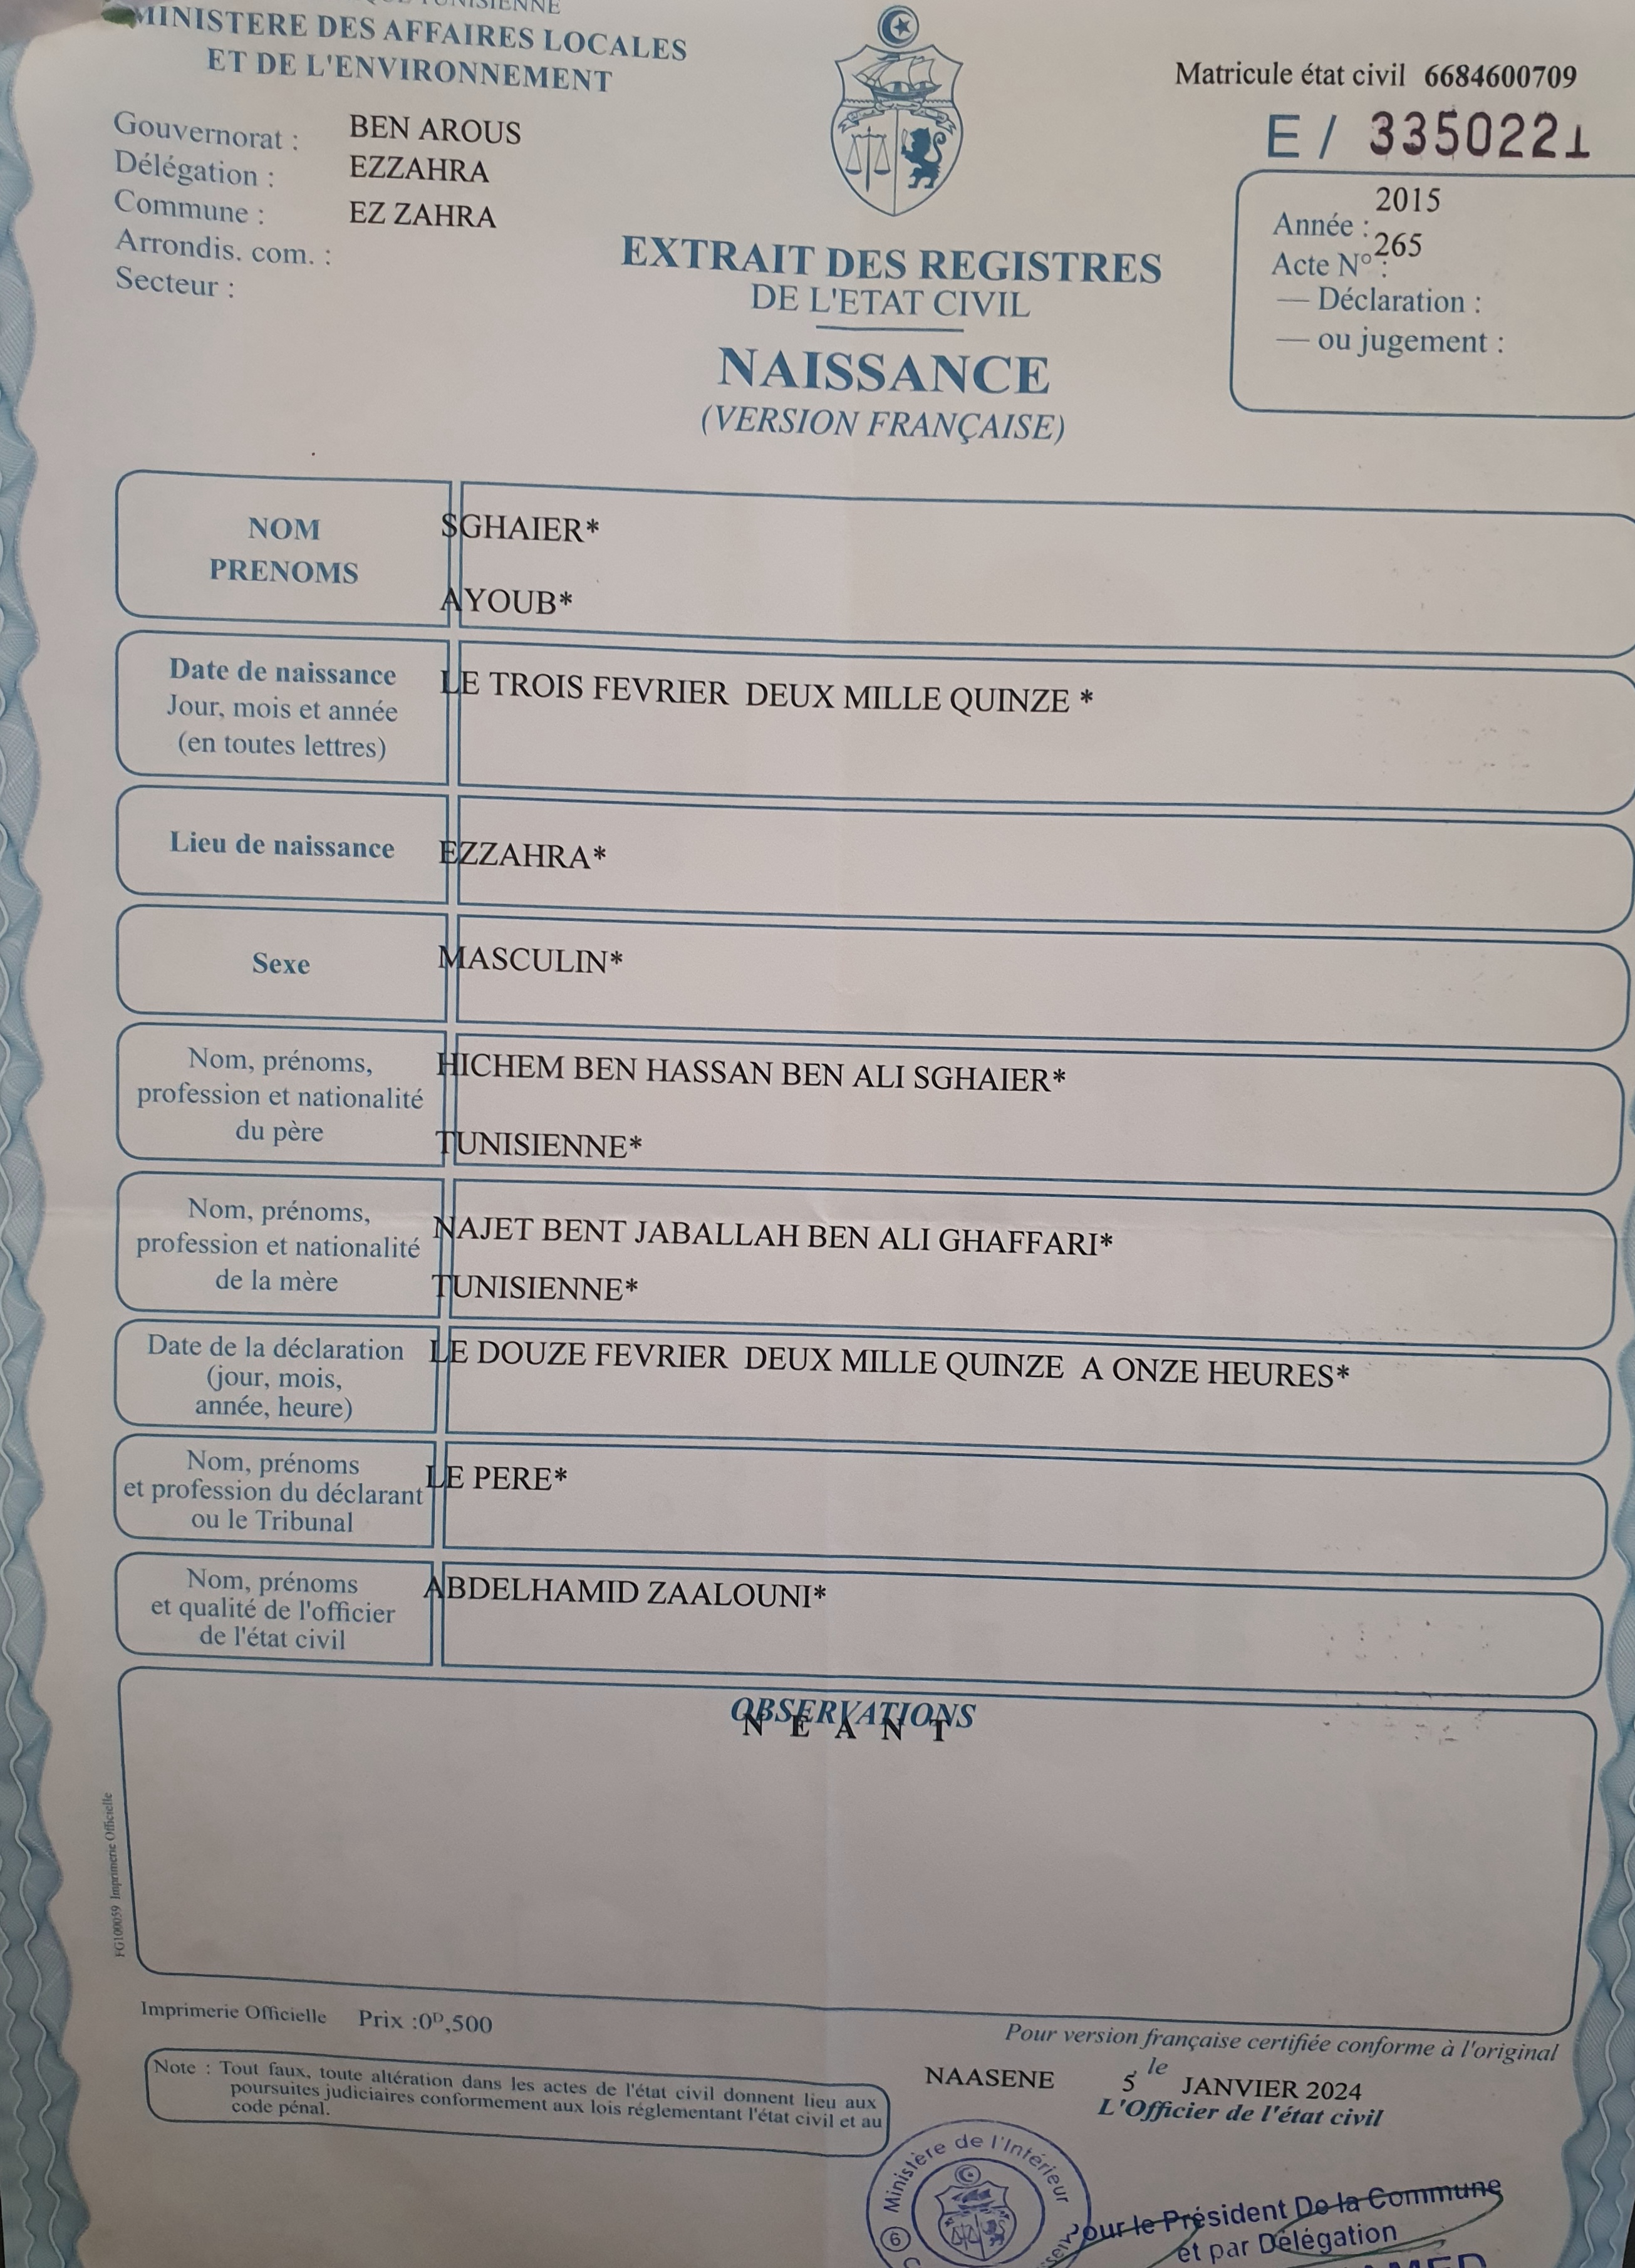 TUNISIENNE
MINISTERE DES AFFAIRES LOCALES
ET DE L'ENVIRONNEMENT
Gouvernorat : BEN AROUS
Délégation : EZZAHRA
Commune : EZ ZAHRA
Arrondis. com. :
Secteur :
Matricule état civil 6684600709
E / 3350221
Année : 2015
Acte N° : 265
— Déclaration :
— ou jugement :
EXTRAIT DES REGISTRES
DE L'ETAT CIVIL
NAISSANCE
(VERSION FRANÇAISE)
NOM SGHAIER*
PRENOMS AYOUB*
Date de naissance
Jour, mois et année
(en toutes lettres)
LE TROIS FEVRIER DEUX MILLE QUINZE *
Lieu de naissance EZZAHRA*
Sexe MASCULIN*
Nom, prénoms,
profession et nationalité
du père
HICHEM BEN HASSAN BEN ALI SGHAIER*
TUNISIENNE*
Nom, prénoms,
profession et nationalité
de la mère
NAJET BENT JABALLAH BEN ALI GHAFFARI*
TUNISIENNE*
Date de la déclaration
(jour, mois,
année, heure)
LE DOUZE FEVRIER DEUX MILLE QUINZE A ONZE HEURES*
Nom, prénoms
et profession du déclarant
ou le Tribunal
LE PERE*
Nom, prénoms
et qualité de l'officier
de l'état civil
ABDELHAMID ZAALOUNI*
OBSERVATIONS
N E A N T
FG100059 Imprimerie Officielle
Imprimerie Officielle Prix :0D,500
Note : Tout faux, toute altération dans les actes de l'état civil donnent lieu aux
poursuites judiciaires conformement aux lois réglementant l'état civil et au
code pénal.
Pour version française certifiée conforme à l'original
NAASENE le 5 JANVIER 2024
L'Officier de l'état civil
Ministère de l'Intérieur
6
Pour le Président De la Commune
et par Délégation